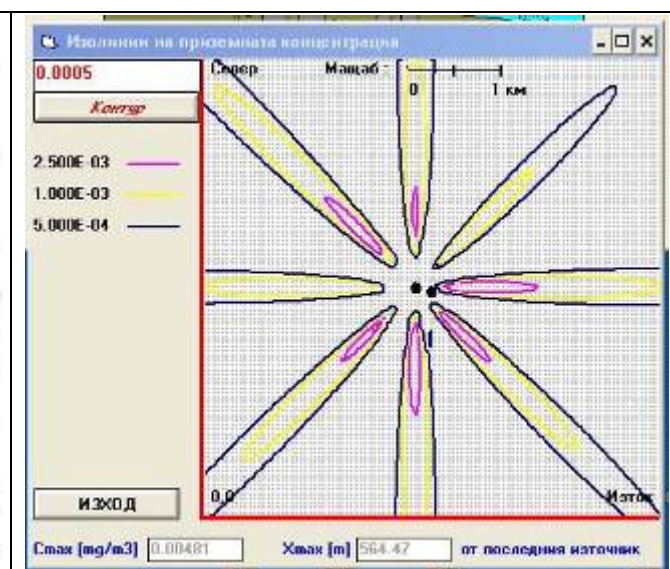 Изолинии на приземната концентрация
0.0005
Контур
2.500E-03
1.000E-03
5.000E-04
Север
Мащаб :
0
1 км
0,0
Изток
ИЗХОД
Cmax [mg/m3] 0.00481 Xmax [m] 564.47 от последния източник